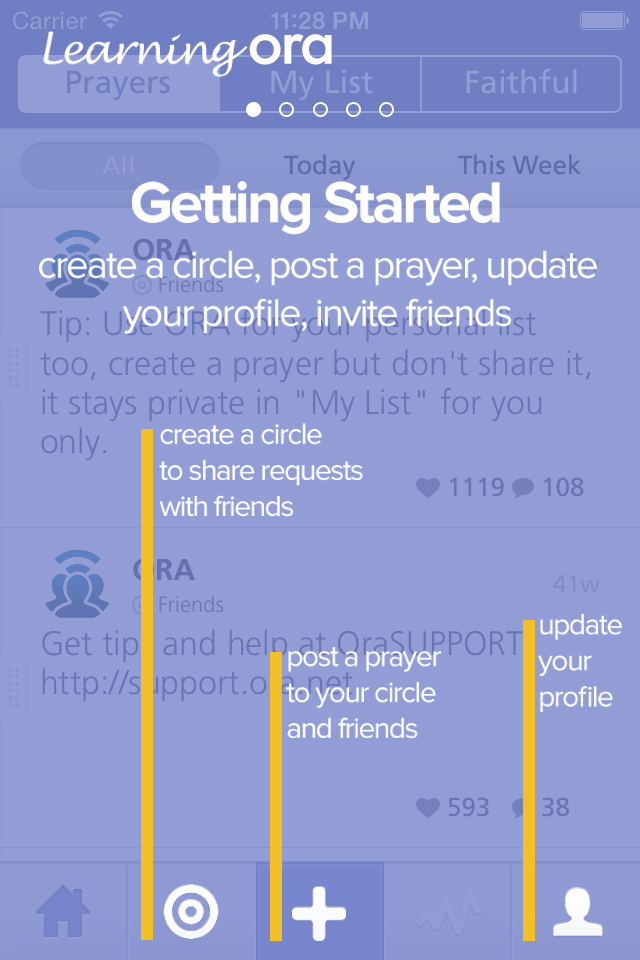 Carrier 11:28 PM
Learning ora
Prayers My List Faithful
All Today This Week
Getting Started
ORA
create a circle, post a prayer, update
Friends
your profile, invite friends
Tip: Use ORA for your personal list
too, create a prayer but don't share it,
it stays private in "My List" for you
only.
create a circle
to share requests
with friends
1119 108
ORA
41w
Friends
Get tips and help at OraSUPPORT
http://support.ora.net
post a prayer
to your circle
and friends
update
your
profile
593 38